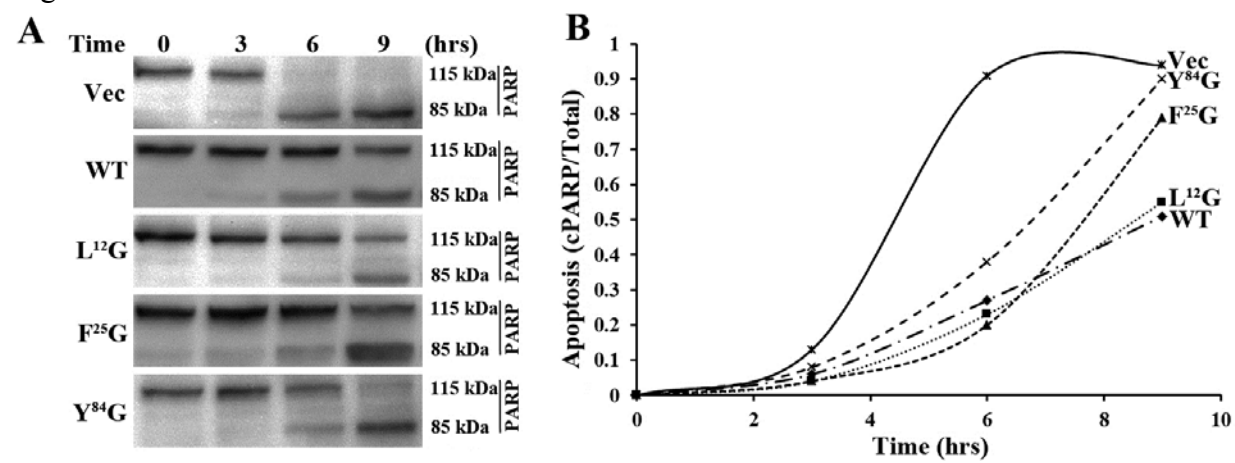 A
Time 0 3 6 9 (hrs)
Vec 115 kDa 85 kDa PARP
WT 115 kDa 85 kDa PARP
L¹²G 115 kDa 85 kDa PARP
F²⁵G 115 kDa 85 kDa PARP
Y⁸⁴G 115 kDa 85 kDa PARP
B
Apoptosis (cPARP/Total)
1
0.9
0.8
0.7
0.6
0.5
0.4
0.3
0.2
0.1
0
Vec
Y⁸⁴G
F²⁵G
L¹²G
WT
0 2 4 6 8 10
Time (hrs)